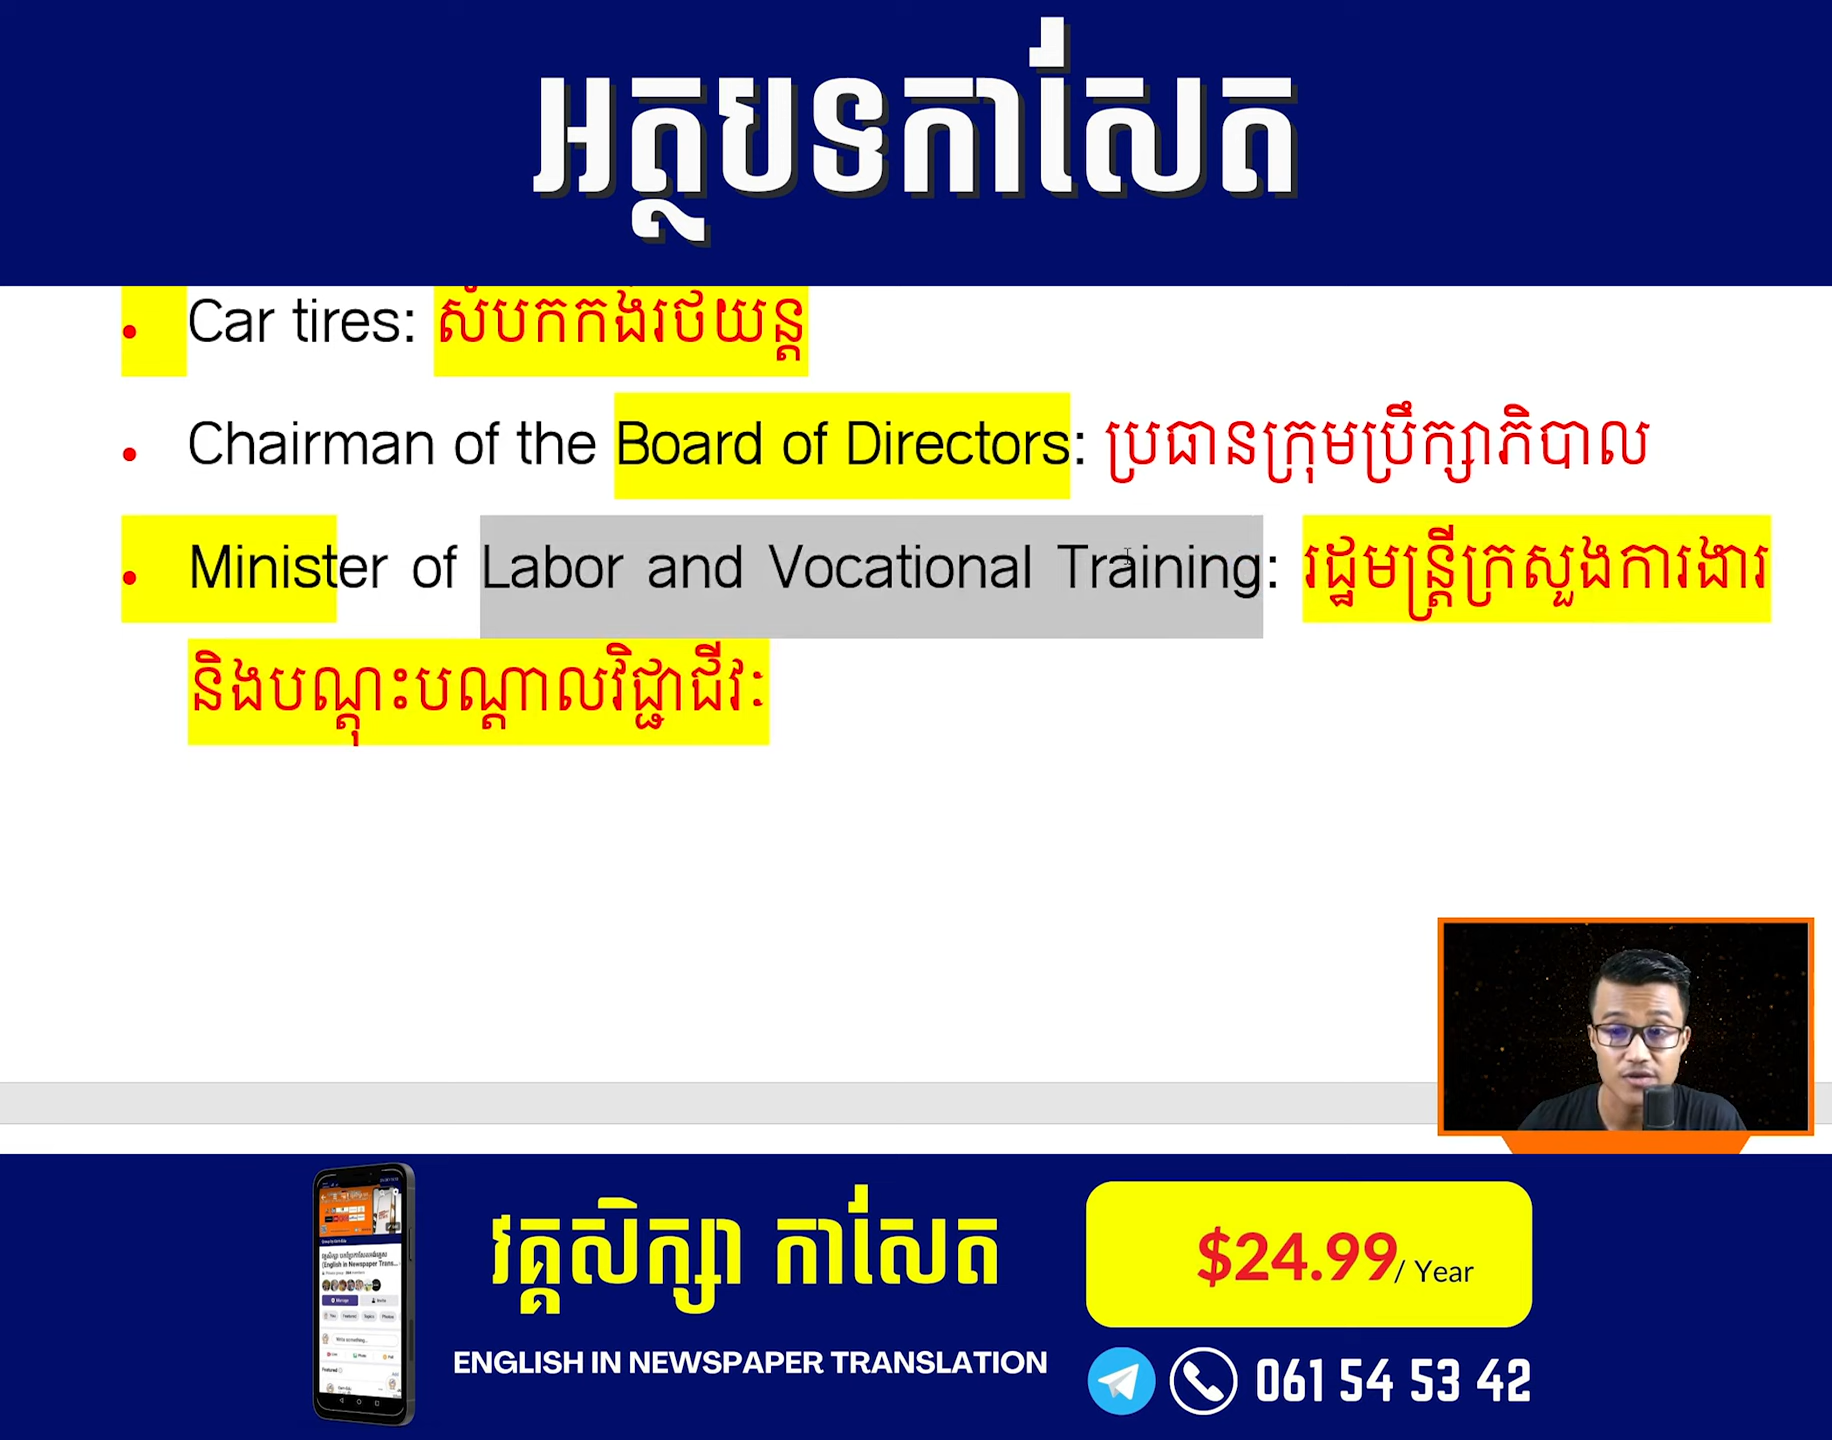 អត្ថបទកាសែត
• Car tires: សំបកកង់រថយន្ត
• Chairman of the Board of Directors: ប្រធានក្រុមប្រឹក្សាភិបាល
• Minister of Labor and Vocational Training: រដ្ឋមន្ត្រីក្រសួងការងារ
និងបណ្តុះបណ្តាលវិជ្ជាជីវៈ
វគ្គសិក្សា កាសែត
ENGLISH IN NEWSPAPER TRANSLATION
$24.99/ Year
061 54 53 42